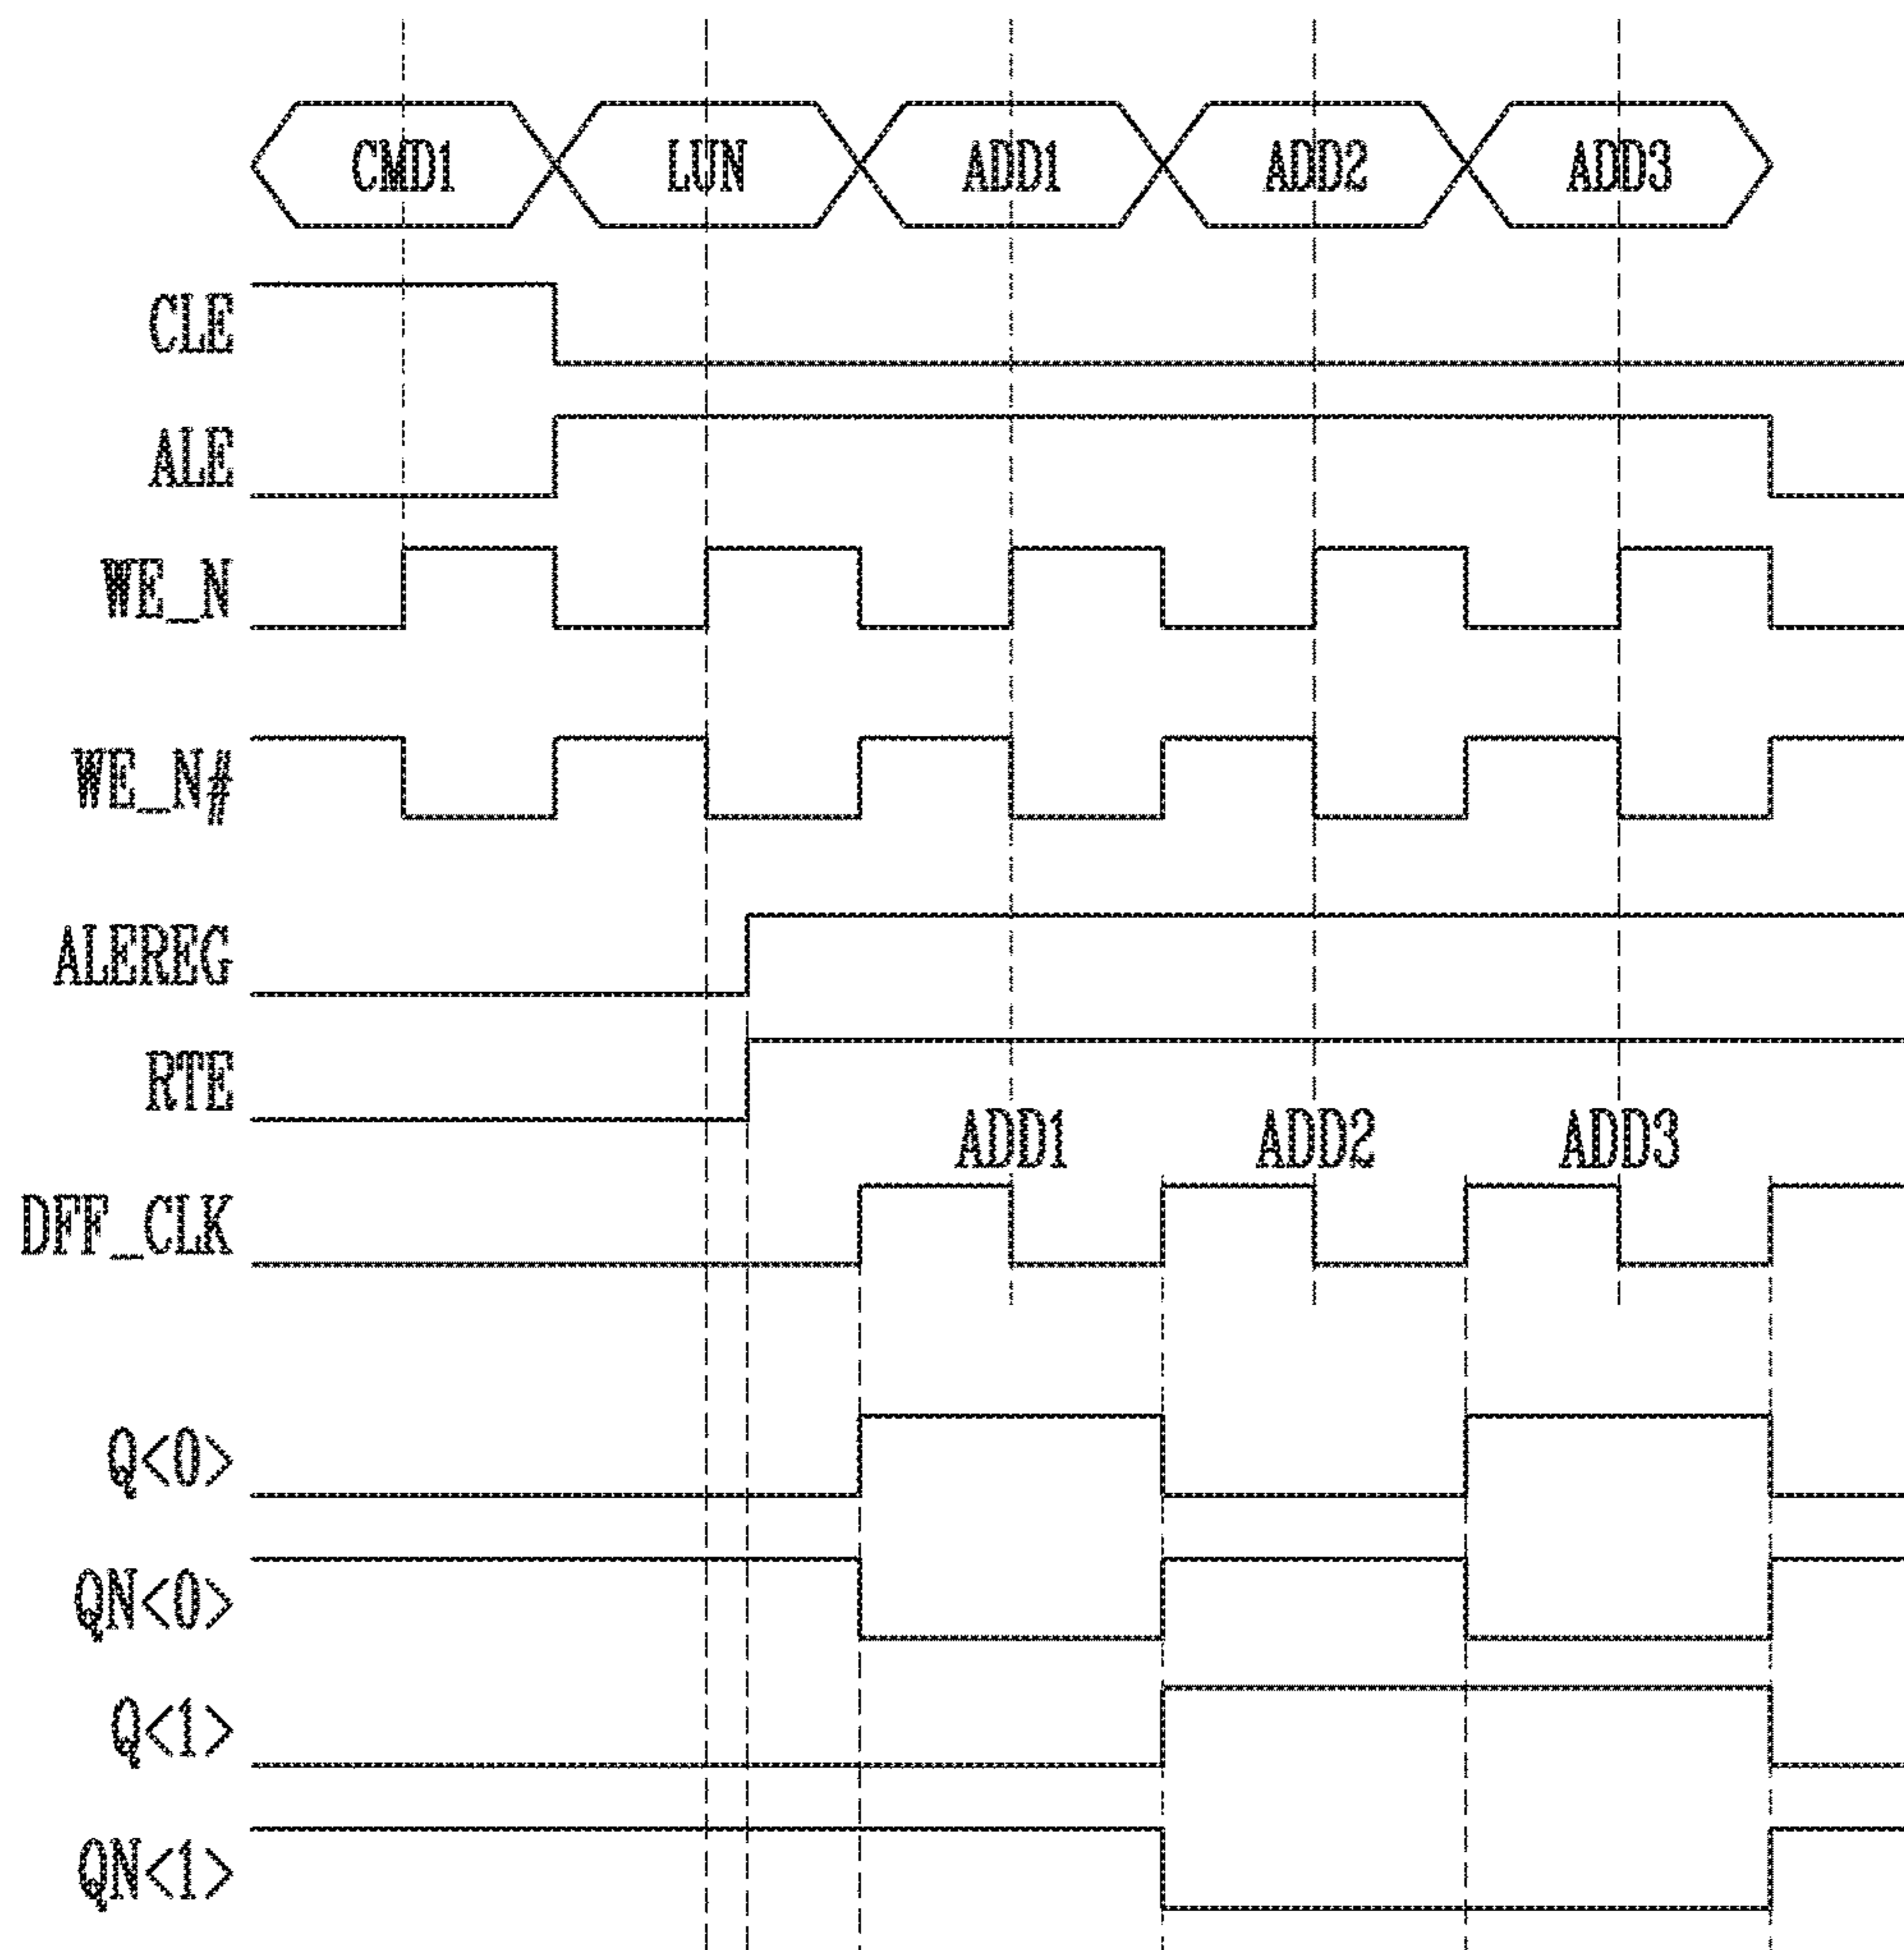 CMD1 LUN ADD1 ADD2 ADD3
CLE
ALE
WE_N
WE_N#
ALEREG
RTE
ADD1 ADD2 ADD3
DFF_CLK
Q<0>
QN<0>
Q<1>
QN<1>